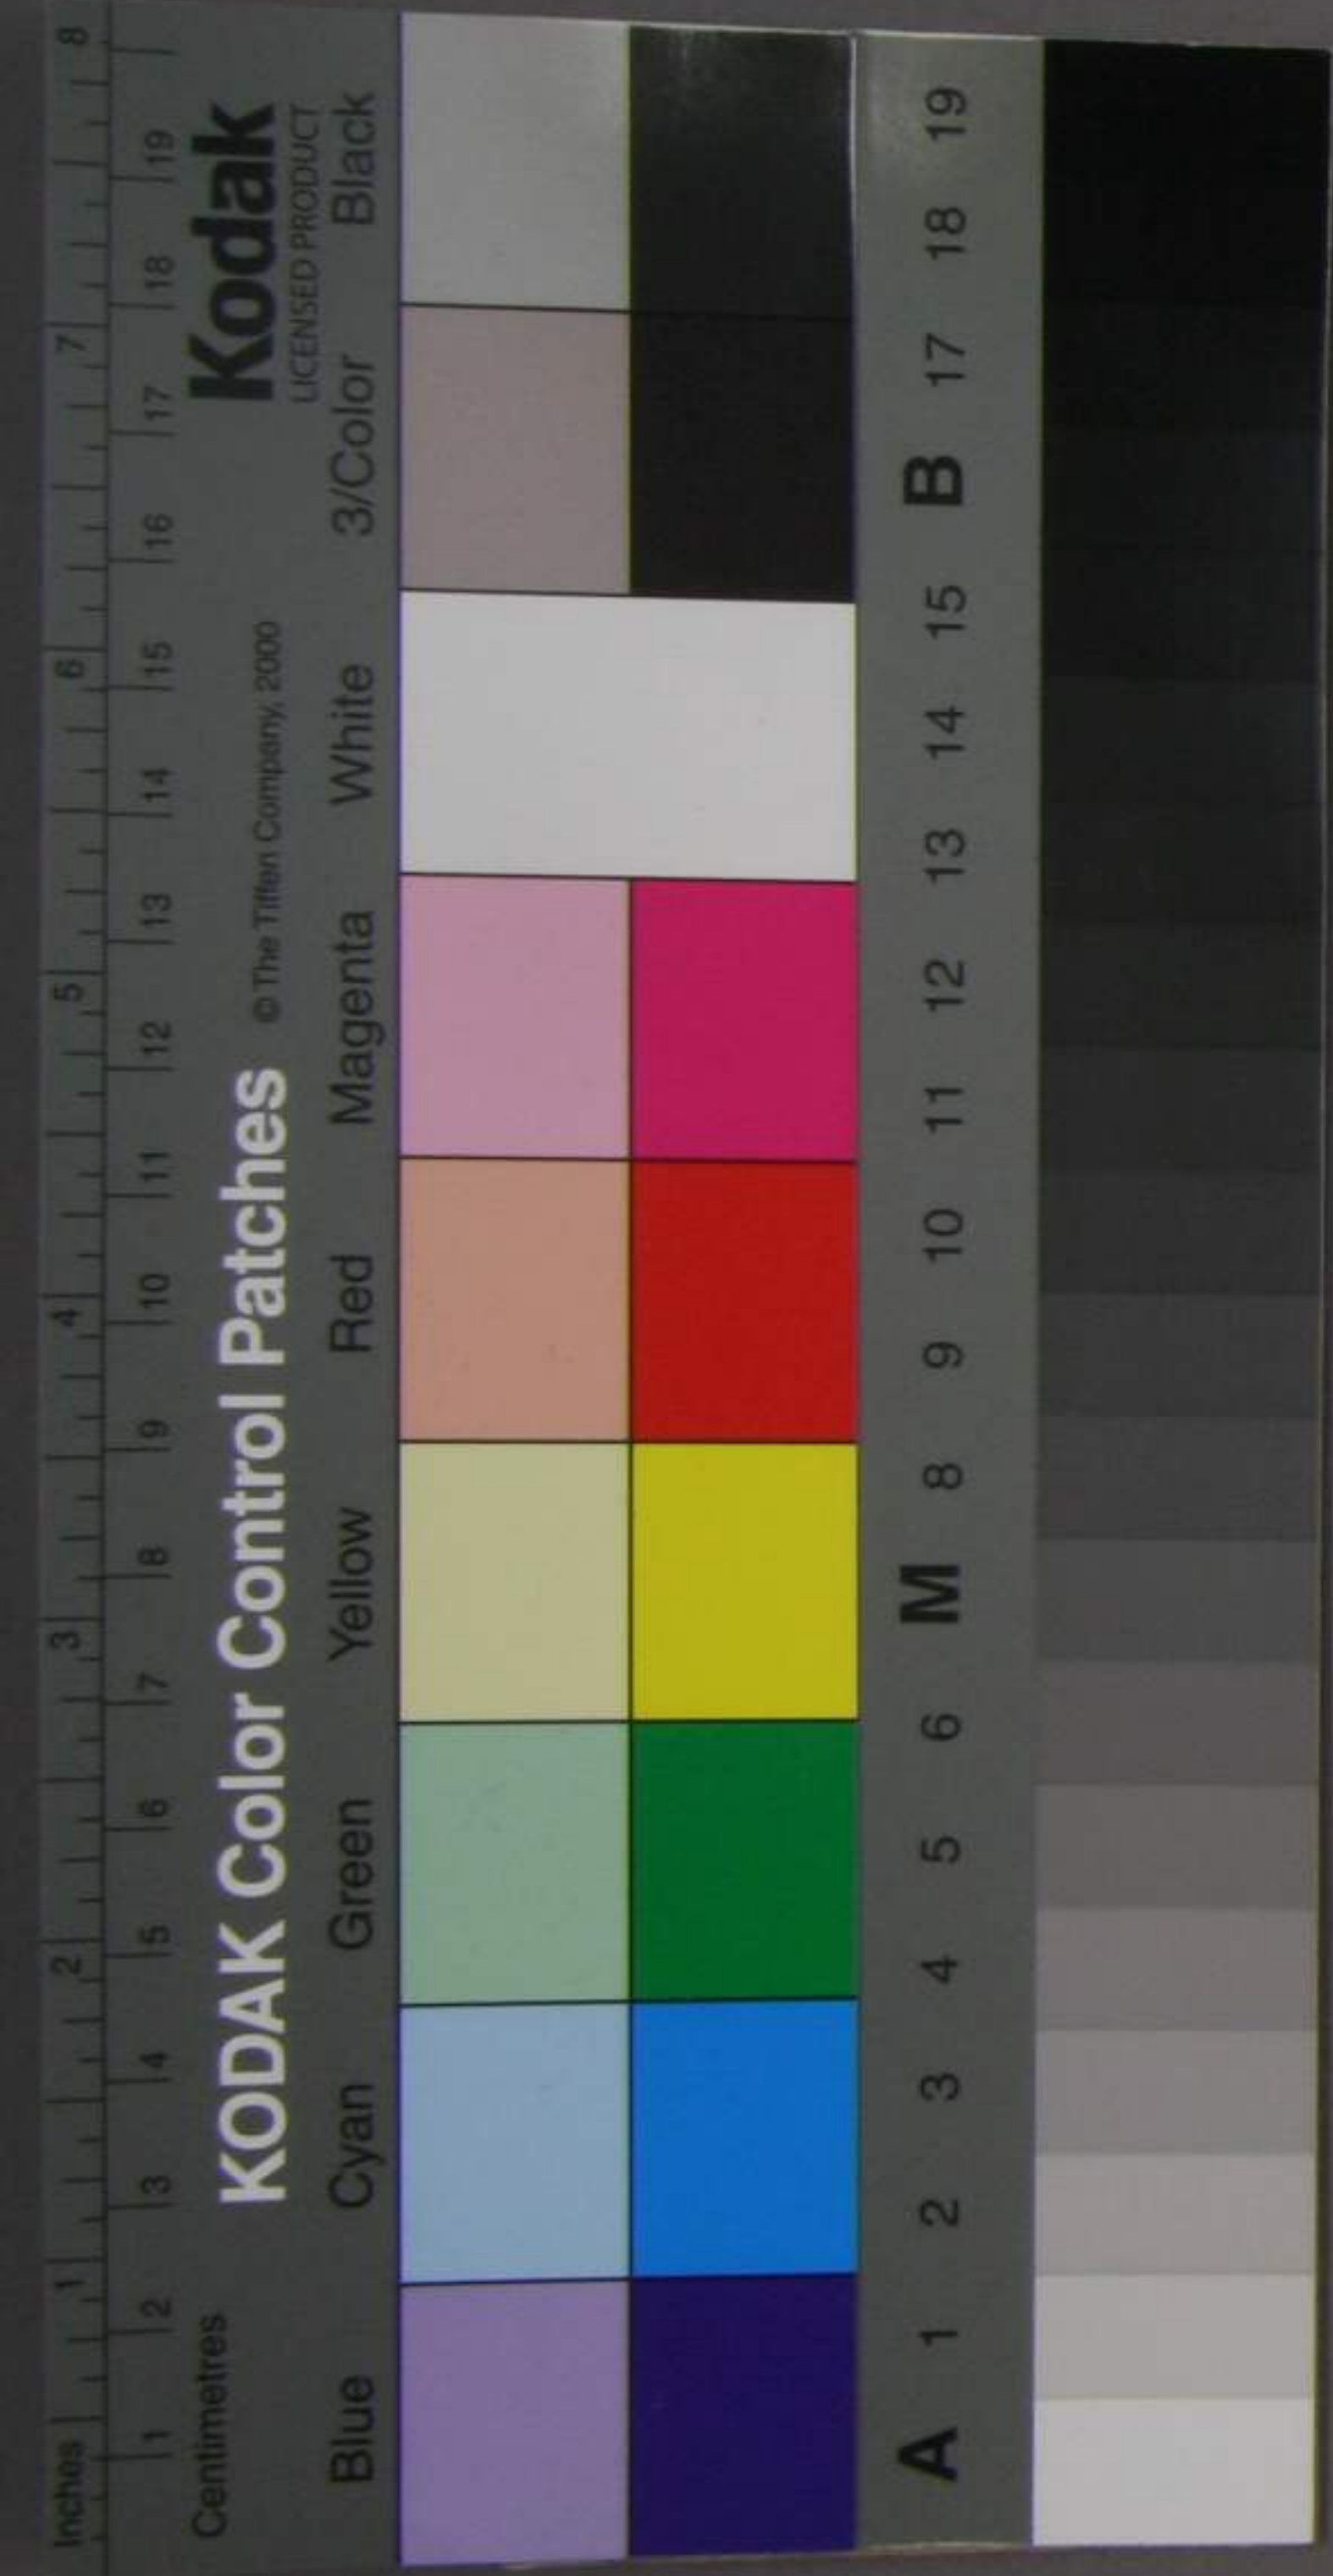 Inches 1 2 3 4 5 6 7 8
1 2 3 4 5 6 7 8 9 10 11 12 13 14 15 16 17 18 19
Centimetres
KODAK Color Control Patches © The Tiffen Company, 2000 Kodak
LICENSED PRODUCT
Blue Cyan Green Yellow Red Magenta White 3/Color Black
A 1 2 3 4 5 6 M 8 9 10 11 12 13 14 15 B 17 18 19